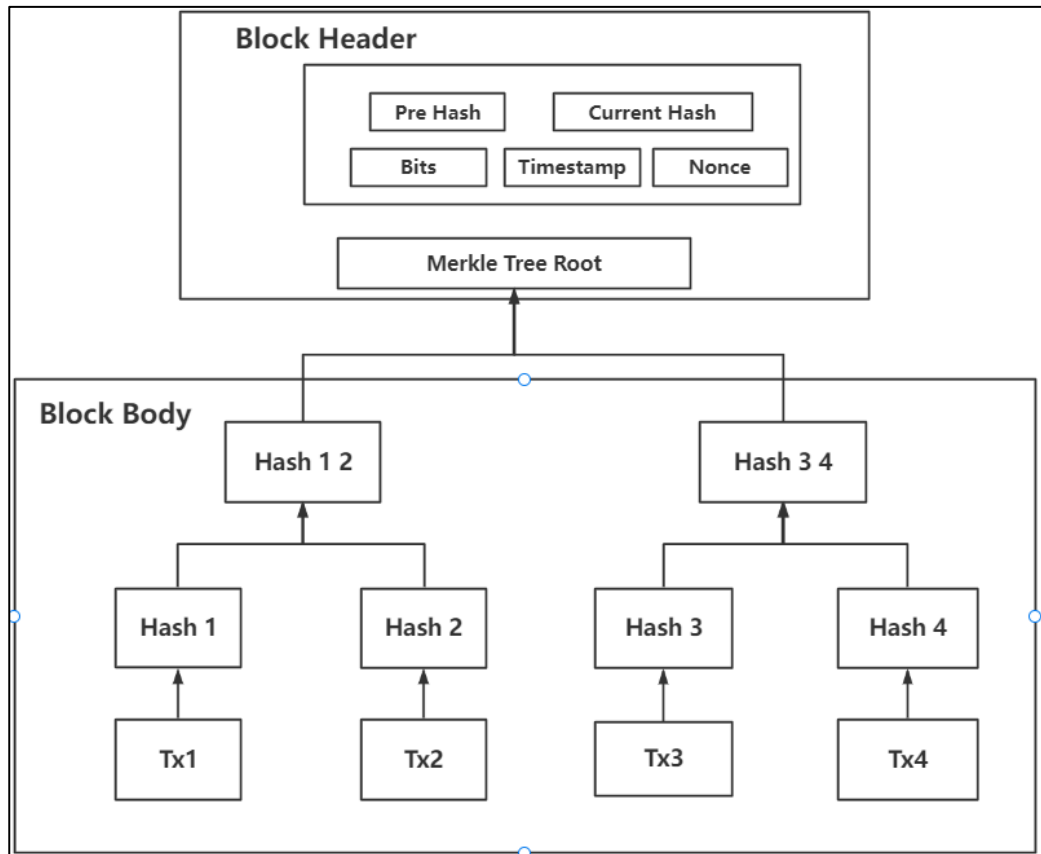 Block Header
Pre Hash
Current Hash
Bits
Timestamp
Nonce
Merkle Tree Root
Block Body
Hash 1 2
Hash 3 4
Hash 1
Hash 2
Hash 3
Hash 4
Tx1
Tx2
Tx3
Tx4